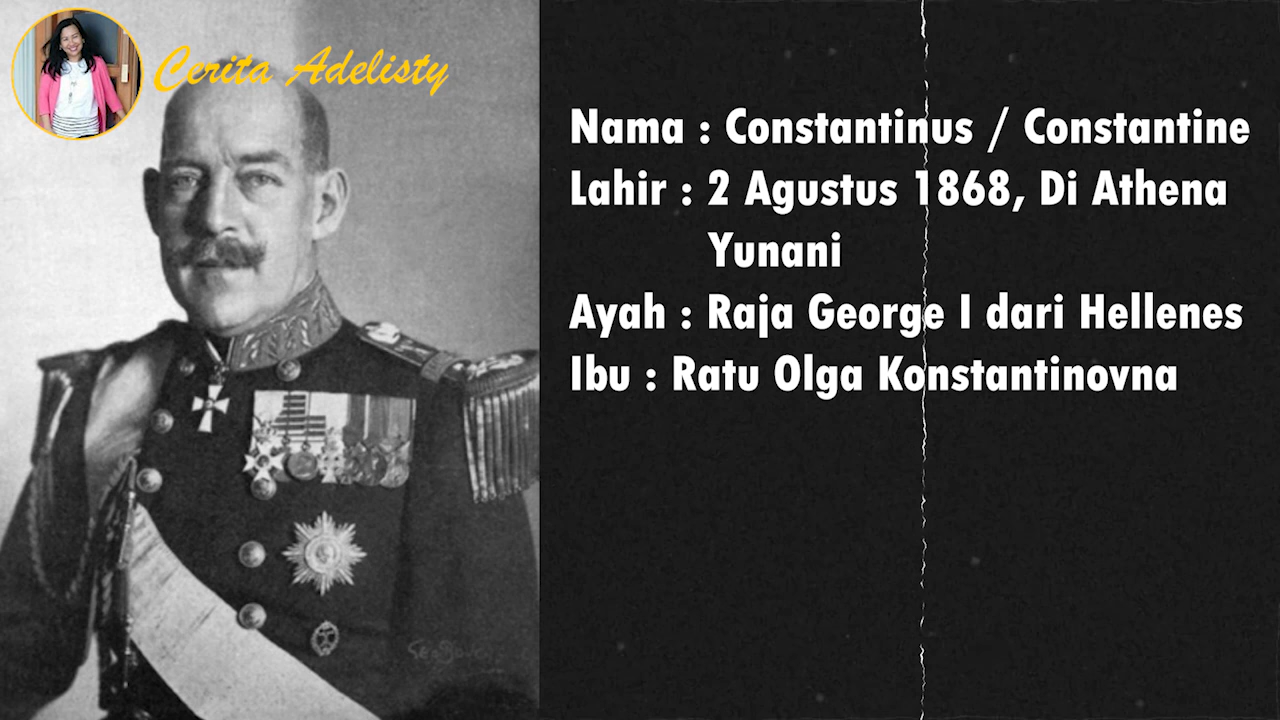 Cerita Adelisty
Nama : Constantinus / Constantine
Lahir : 2 Agustus 1868, Di Athena
Yunani
Ayah : Raja George I dari Hellenes
Ibu : Ratu Olga Konstantinovna